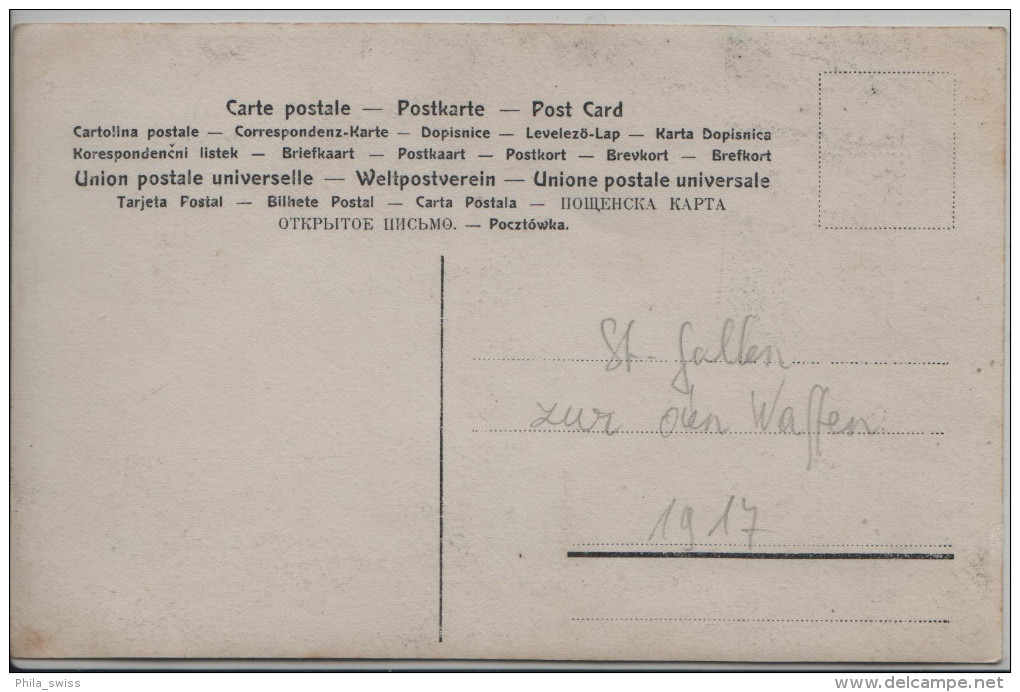 Carte postale — Postkarte — Post Card
Cartolina postale — Correspondenz-Karte — Dopisnice — Levelező-Lap — Karta Dopisnica
Korespondenčni listek — Briefkaart — Postkaart — Postkort — Brevkort — Brefkort
Union postale universelle — Weltpostverein — Unione postale universale
Tarjeta Postal — Bilhete Postal — Carta Postala — ПОЩЕНСКА КАРТА
ОТКРЫТОЕ ПИСЬМО. — Pocztówka.
St. Gallen
zur den Waffen
1917
Phila_swiss
delcampe.net